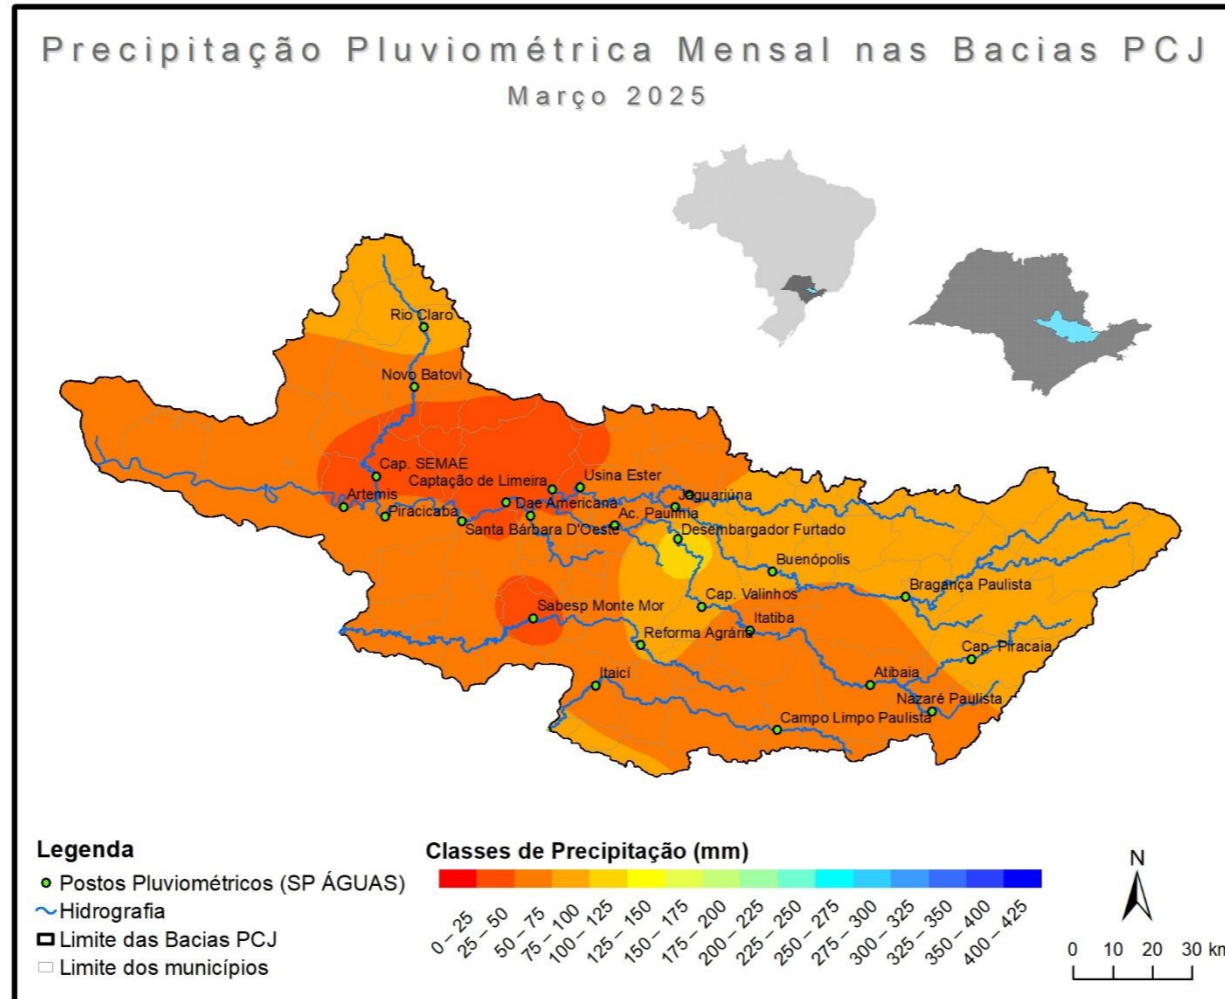 Precipitação Pluviométrica Mensal nas Bacias PCJ
Março 2025
Rio Claro
Novo Batovi
Cap. SEMAE
Captação de Limeira
Usina Ester
Artemis
Dae Americana
Jaguariúna
Piracicaba
Ac. Paulínia
Santa Bárbara D'Oeste
Desembargador Furtado
Buenópolis
Bragança Paulista
Cap. Valinhos
Sabesp Monte Mor
Itatiba
Reforma Agrária
Cap. Piracaia
Itaicí
Atibaia
Nazaré Paulista
Campo Limpo Paulista
Legenda
Postos Pluviométricos (SP ÁGUAS)
Hidrografia
Limite das Bacias PCJ
Limite dos municípios
Classes de Precipitação (mm)
0 – 25
25 – 50
50 – 75
75 – 100
100 – 125
125 – 150
150 – 175
175 – 200
200 – 225
225 – 250
250 – 275
275 – 300
300 – 325
325 – 350
350 – 400
400 – 425
N
0 10 20 30 km